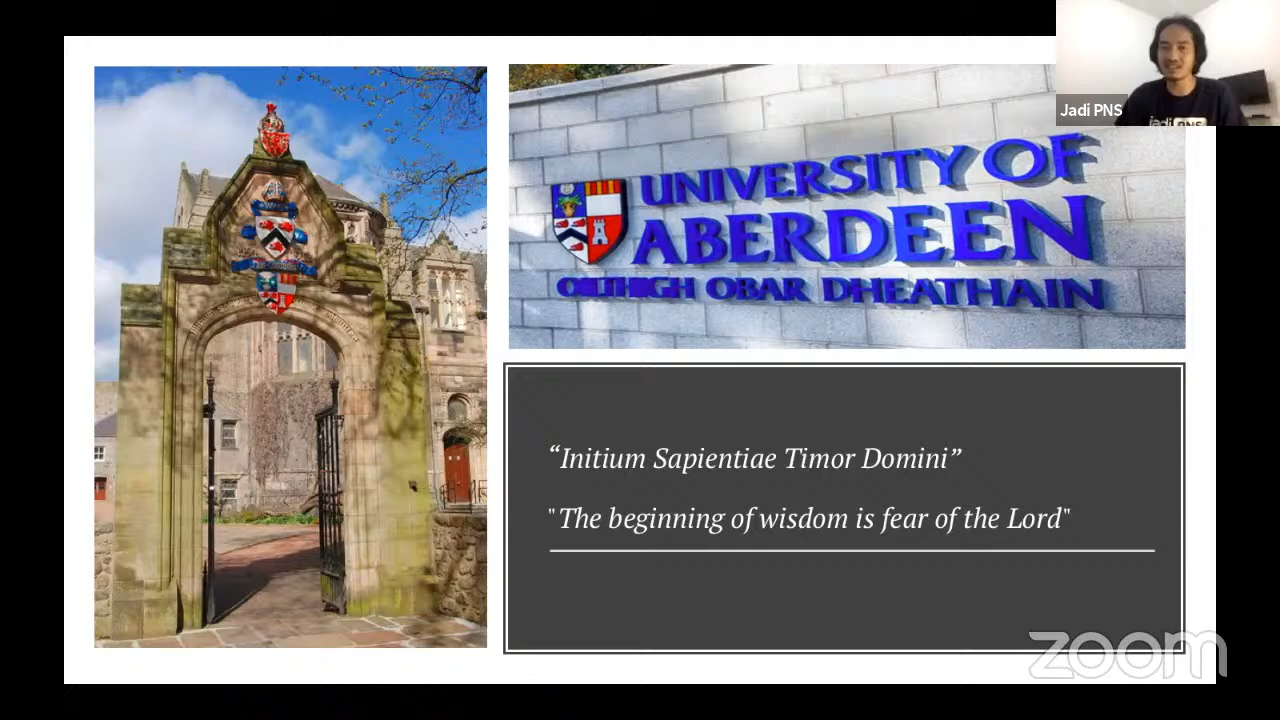 Jadi PNS
UNIVERSITY OF
ABERDEEN
OILTHIGH OBAR DHEATHAIN
“Initium Sapientiae Timor Domini”
"The beginning of wisdom is fear of the Lord"
zoom